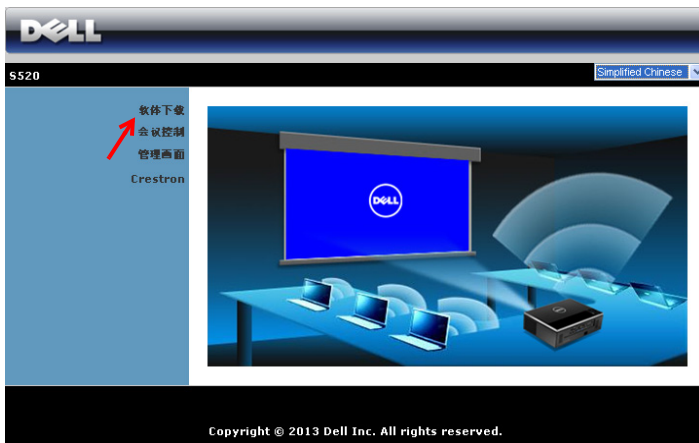 DELL
S520
Simplified Chinese
软体下载
会议控制
管理画面
Crestron
DELL
Copyright © 2013 Dell Inc. All rights reserved.